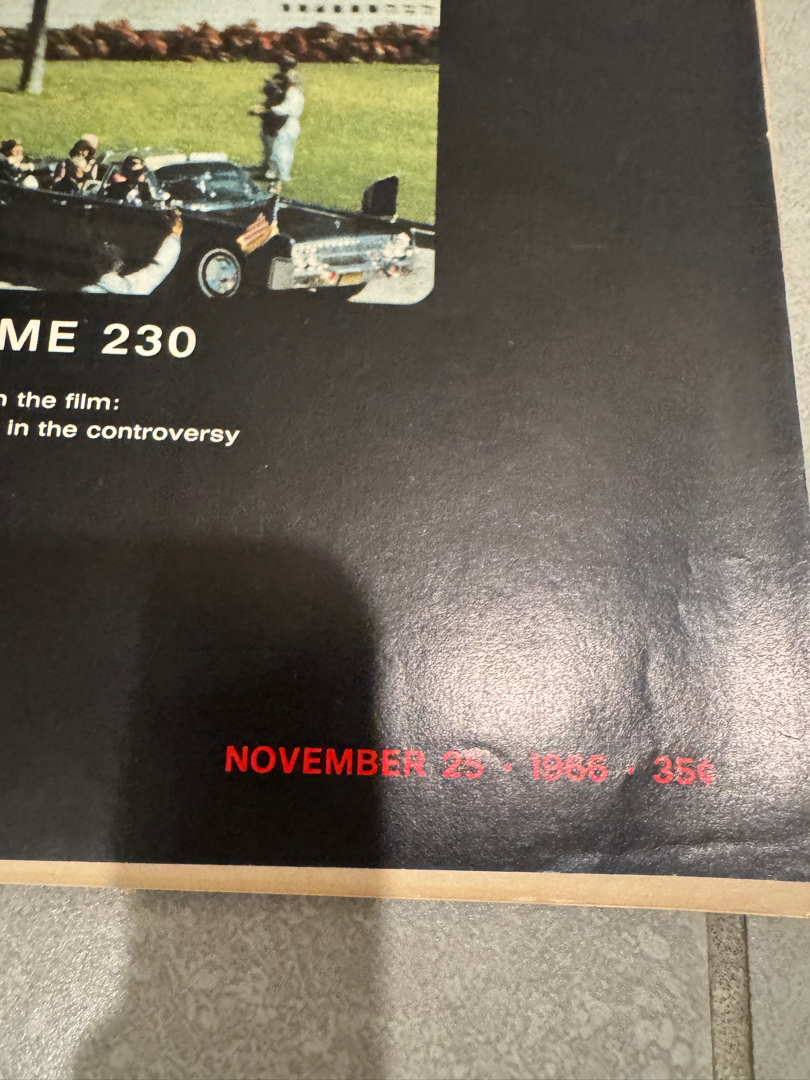 ME 230
the film:
in the controversy
NOVEMBER 25 · 1966 · 35¢